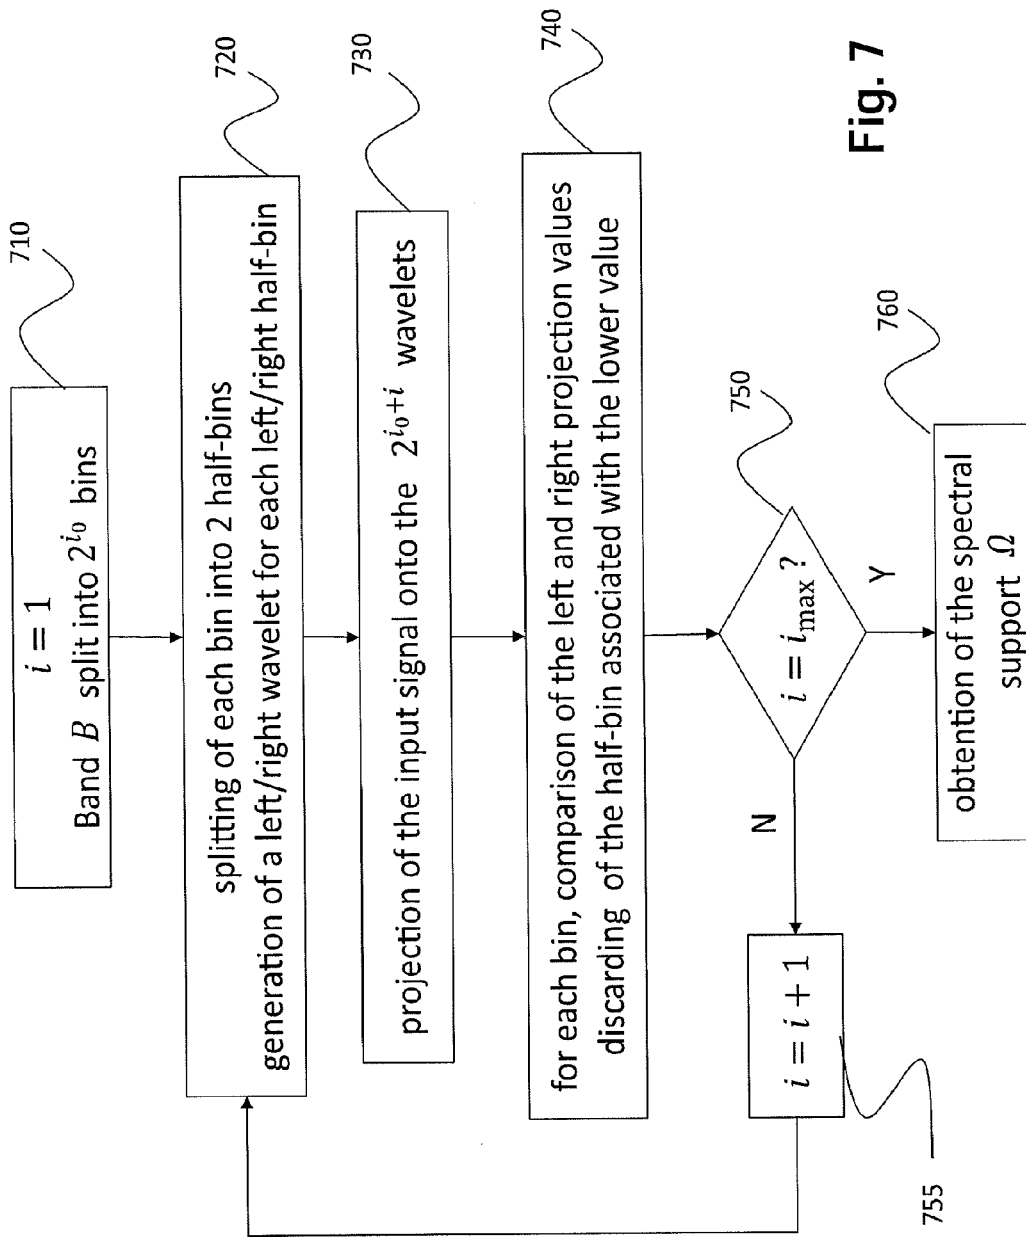 710
i = 1
Band B split into 2^{i_0} bins
720
splitting of each bin into 2 half-bins
generation of a left/right wavelet for each left/right half-bin
730
projection of the input signal onto the 2^{i_0+i} wavelets
740
for each bin, comparison of the left and right projection values
discarding of the half-bin associated with the lower value
750
i = i_{max} ?
N
Y
i = i + 1
755
760
obtention of the spectral
support Ω
Fig. 7